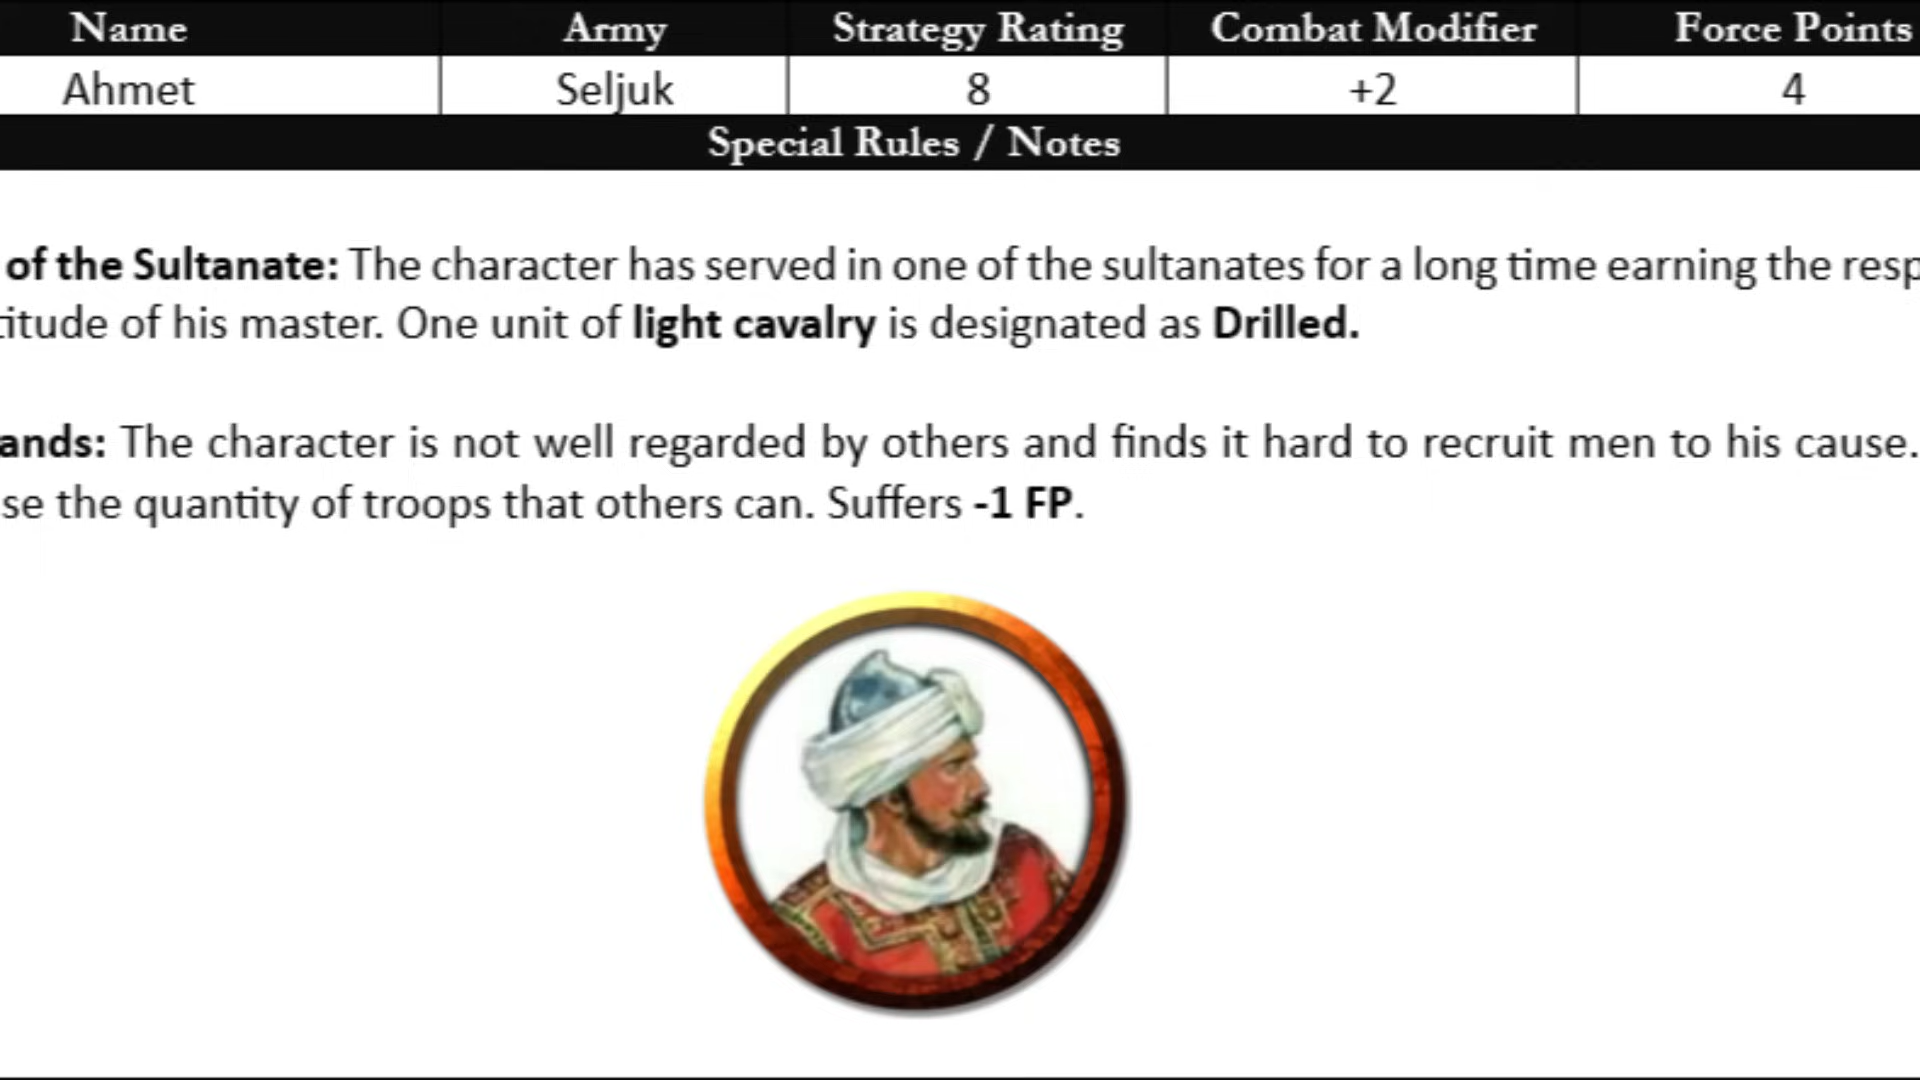 Name Army Strategy Rating Combat Modifier Force Points
Ahmet Seljuk 8 +2 4
Special Rules / Notes
of the Sultanate: The character has served in one of the sultanates for a long time earning the resp
titude of his master. One unit of light cavalry is designated as Drilled.
ands: The character is not well regarded by others and finds it hard to recruit men to his cause.
se the quantity of troops that others can. Suffers -1 FP.